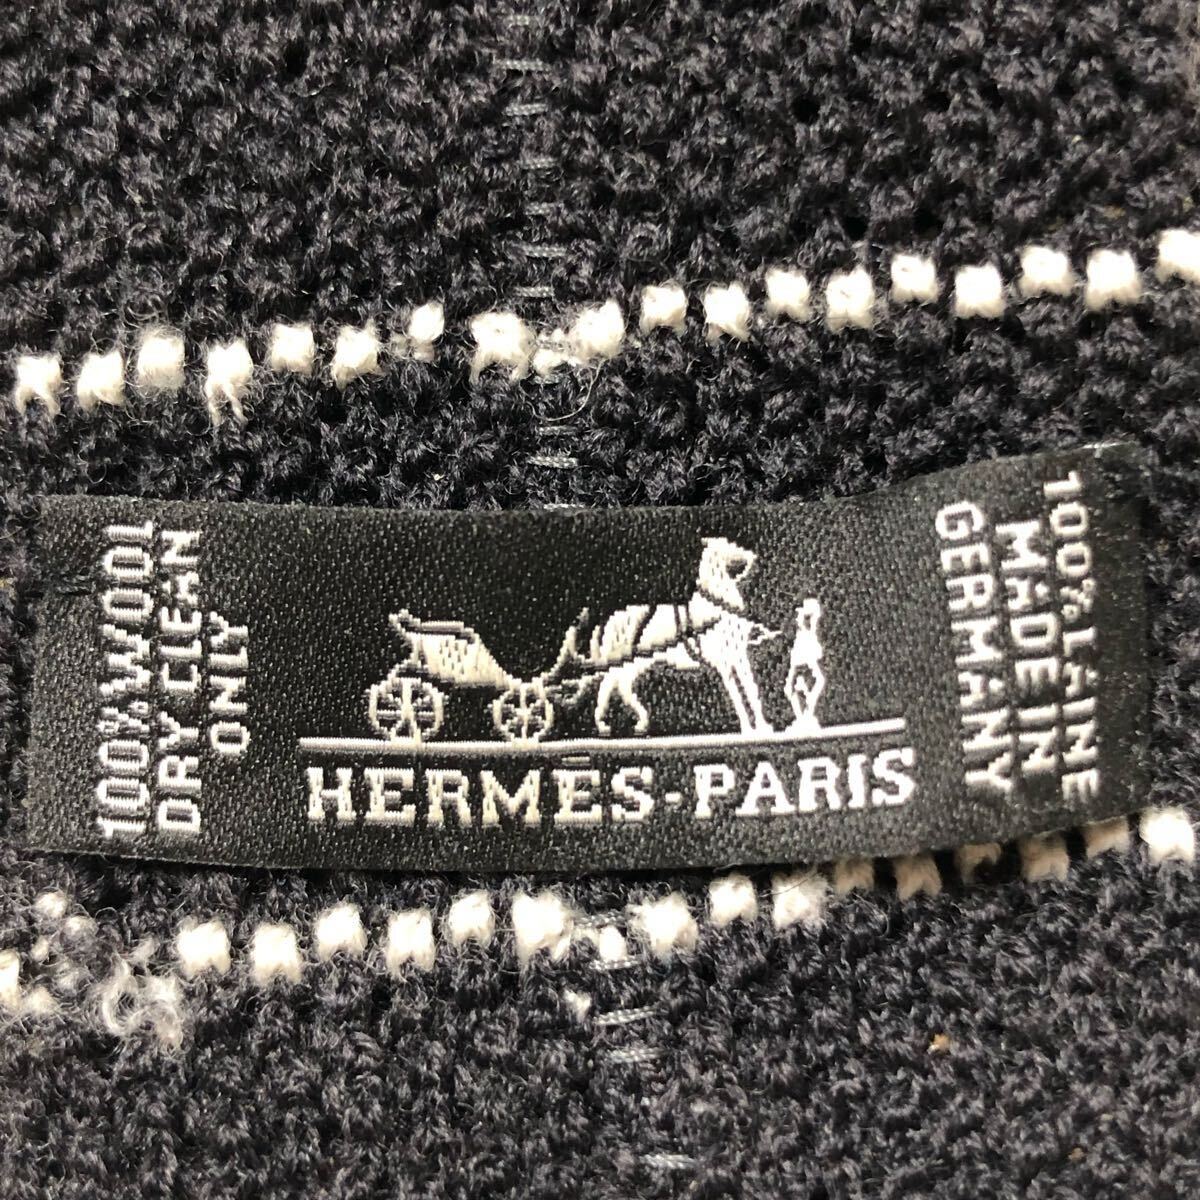 100% WOOL
DRY CLEAN
ONLY
HERMÈS-PARIS
100% LAINE
MADE IN
GERMANY